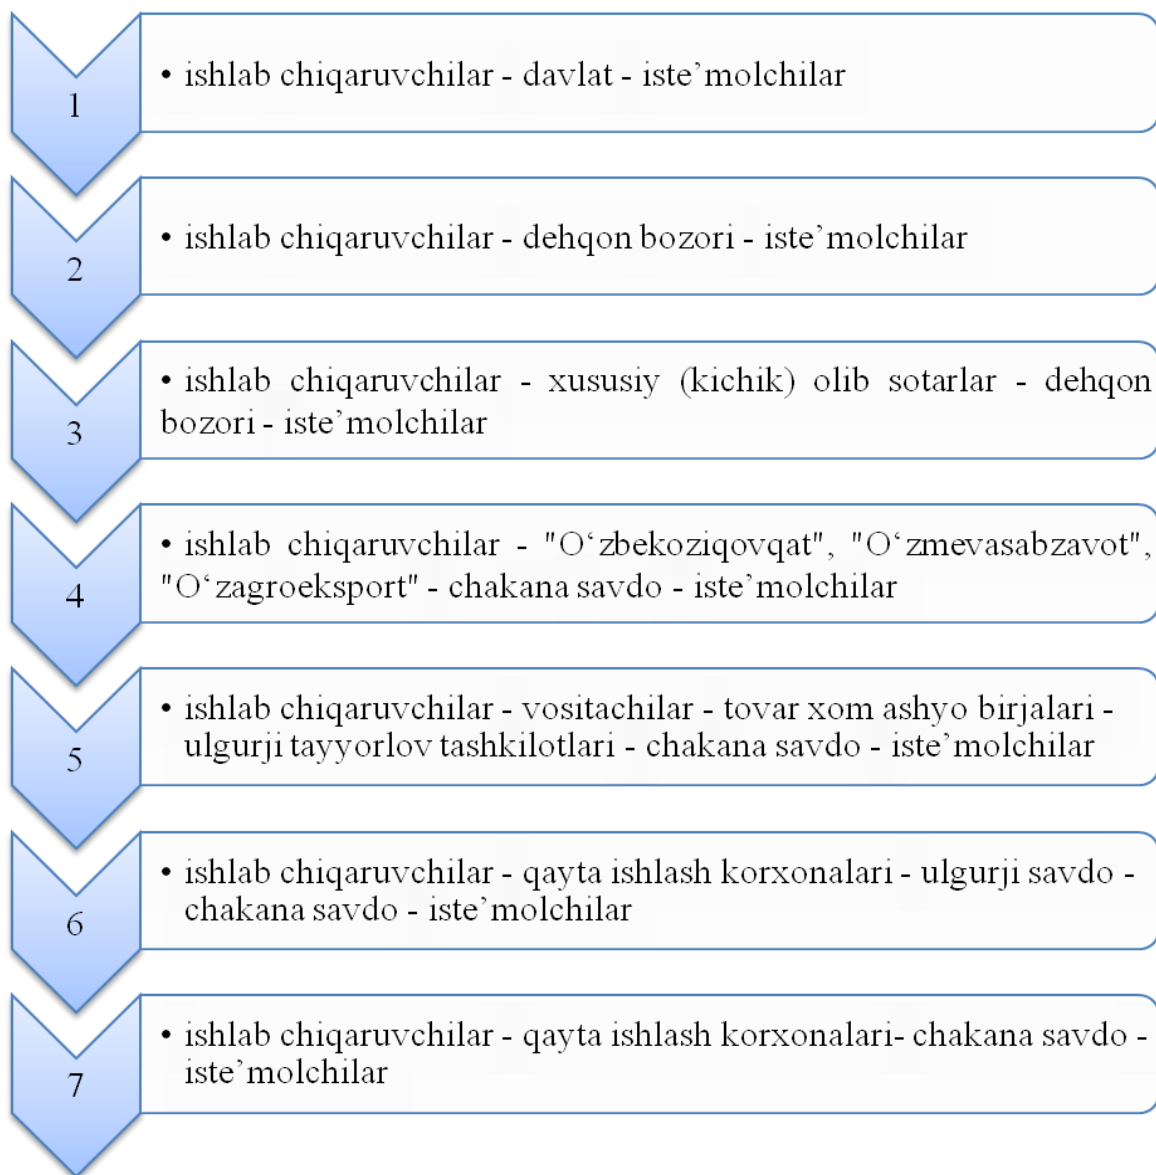 1
• ishlab chiqaruvchilar - davlat - iste’molchilar
2
• ishlab chiqaruvchilar - dehqon bozori - iste’molchilar
3
• ishlab chiqaruvchilar - xususiy (kichik) olib sotarlar - dehqon
bozori - iste’molchilar
4
• ishlab chiqaruvchilar - "O‘zbekoziqovqat", "O‘zmevasabzavot",
"O‘zagroeksport" - chakana savdo - iste’molchilar
5
• ishlab chiqaruvchilar - vositachilar - tovar xom ashyo birjalari -
ulgurji tayyorlov tashkilotlari - chakana savdo - iste’molchilar
6
• ishlab chiqaruvchilar - qayta ishlash korxonalari - ulgurji savdo -
chakana savdo - iste’molchilar
7
• ishlab chiqaruvchilar - qayta ishlash korxonalari- chakana savdo -
iste’molchilar